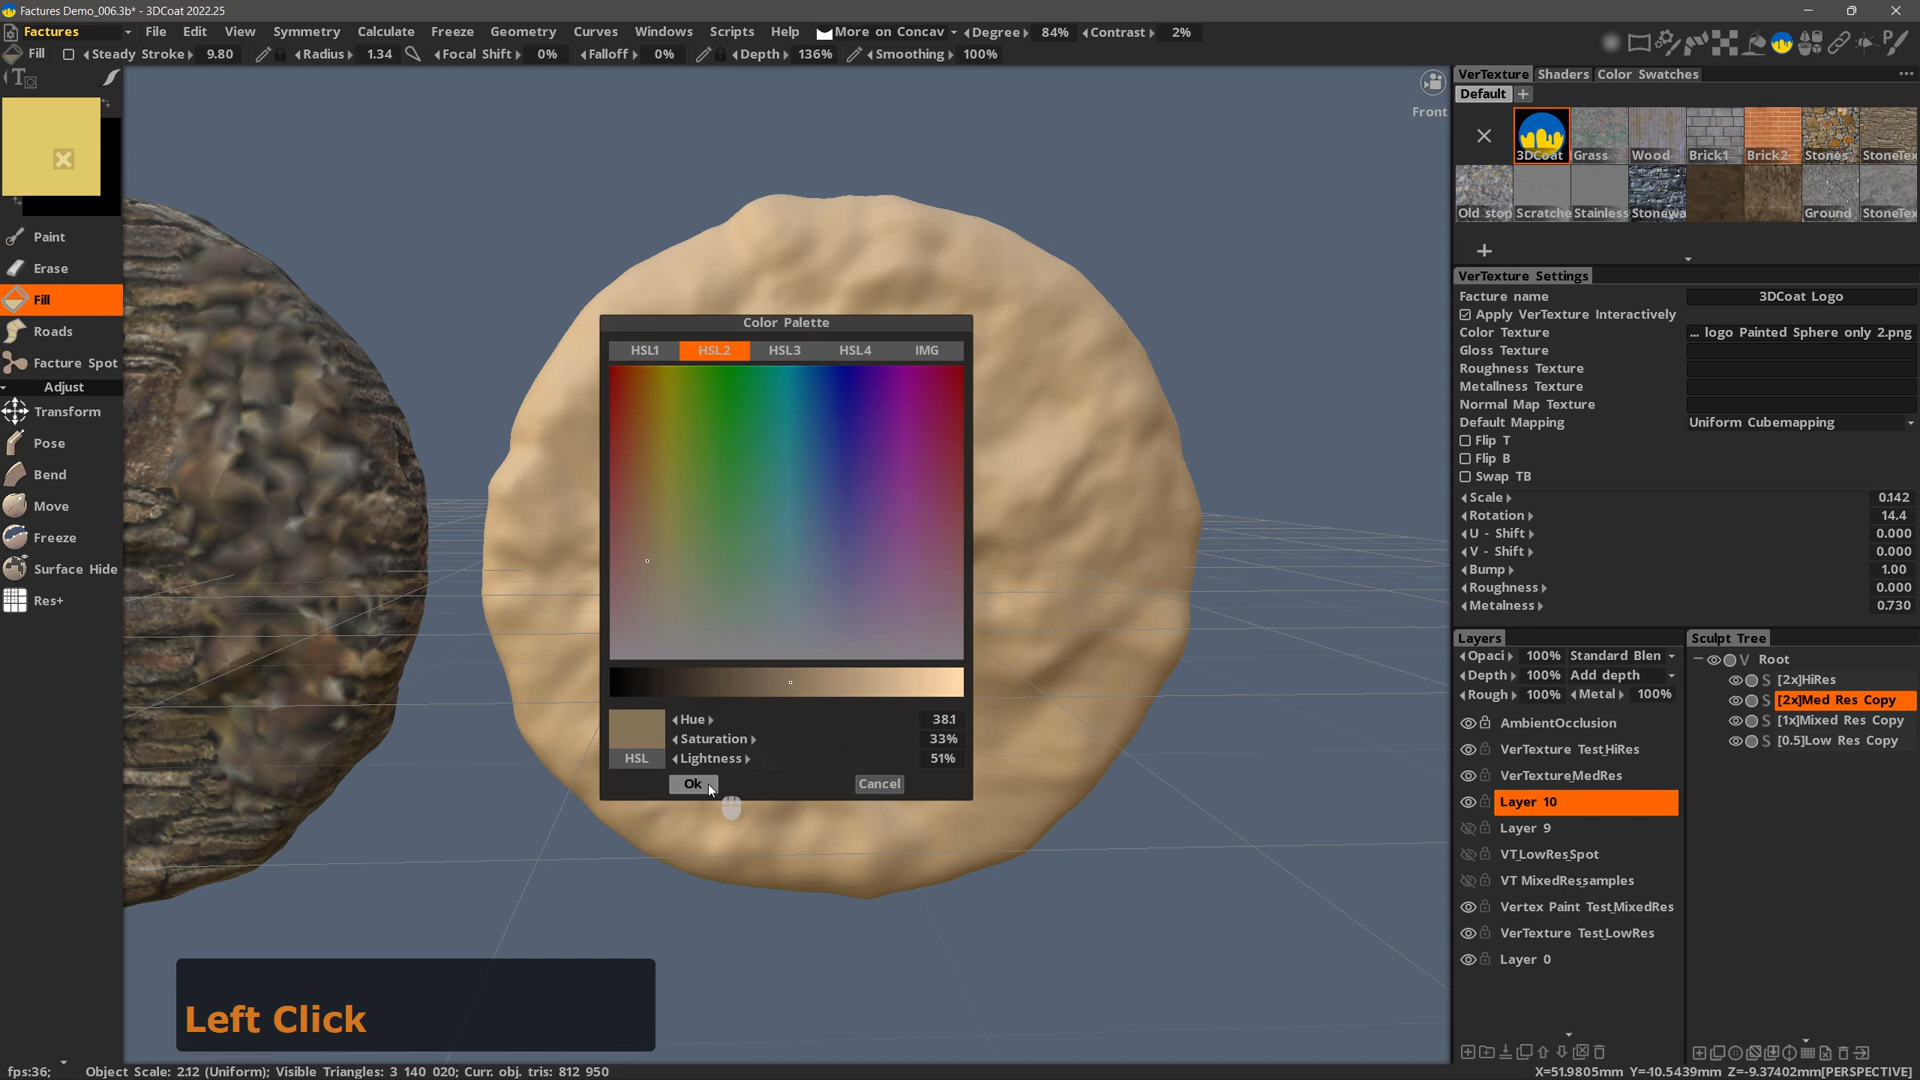 Factures Demo_006.3b* - 3DCoat 2022.25
Factures File Edit View Symmetry Calculate Freeze Geometry Curves Windows Scripts Help More on Concav Degree 84% Contrast 2%
Fill Steady Stroke 9.80 Radius 1.34 Focal Shift 0% Falloff 0% Depth 136% Smoothing 100%
Paint
Erase
Fill
Roads
Facture Spot
Adjust
Transform
Pose
Bend
Move
Freeze
Surface Hide
Res+
Front
Color Palette
HSL1 HSL2 HSL3 HSL4 IMG
Hue 38.1
Saturation 33%
HSL Lightness 51%
Ok Cancel
Left Click
VerTexture Shaders Color Swatches
Default +
3DCoat Grass Wood Brick1 Brick2 Stones StoneTex
Old stop Scratche Stainless Stonewa Ground StoneTex
VerTexture Settings
Facture name 3DCoat Logo
Apply VerTexture Interactively
Color Texture ... logo Painted Sphere only 2.png
Gloss Texture
Roughness Texture
Metallness Texture
Normal Map Texture
Default Mapping Uniform Cubemapping
Flip T
Flip B
Swap TB
Scale 0.142
Rotation 14.4
U - Shift 0.000
V - Shift 0.000
Bump 1.00
Roughness 0.000
Metalness 0.730
Layers
Opaci 100% Standard Blen
Depth 100% Add depth
Rough 100% Metal 100%
AmbientOcclusion
VerTexture Test_HiRes
VerTexture_MedRes
Layer 10
Layer 9
VT_LowRes_Spot
VT MixedRes_samples
Vertex Paint Test_MixedRes
VerTexture Test_LowRes
Layer 0
Sculpt Tree
V Root
S [2x]HiRes
S [2x]Med Res Copy
S [1x]Mixed Res Copy
S [0.5]Low Res Copy
fps:36; Object Scale: 2.12 (Uniform); Visible Triangles: 3 140 020; Curr. obj. tris: 812 950 X=51.9805mm Y=-10.5439mm Z=-9.37402mm[PERSPECTIVE]